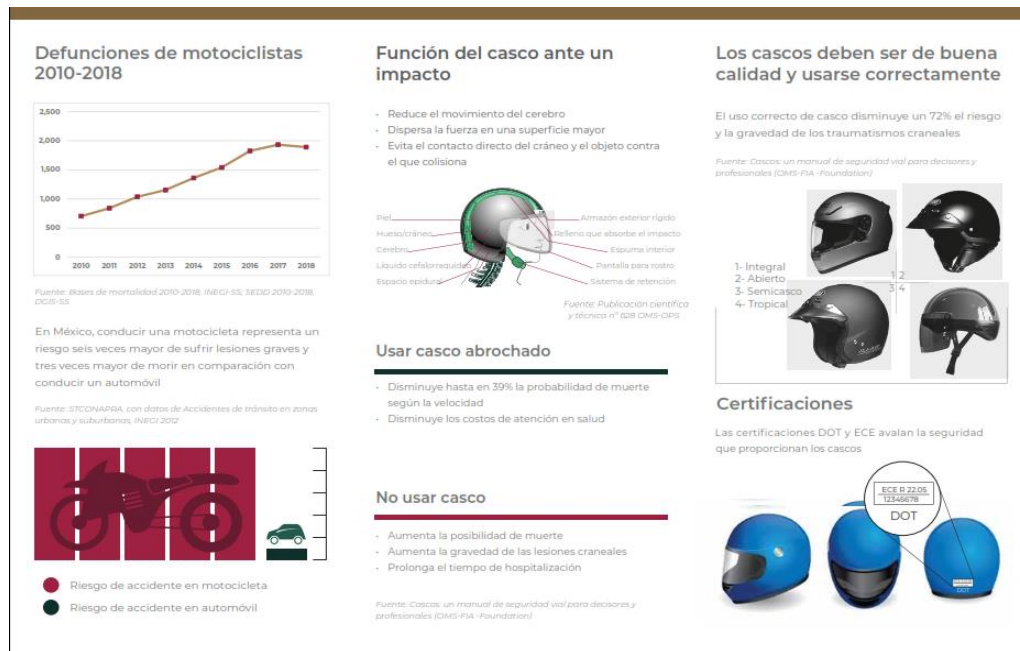 Defunciones de motociclistas
2010-2018
2,500
2,000
1,500
1,000
500
0
2010 2011 2012 2013 2014 2015 2016 2017 2018
Fuente: Bases de mortalidad 2010-2018, INEGI-SS; SEDD 2010-2018,
DGIS-SS
En México, conducir una motocicleta representa un
riesgo seis veces mayor de sufrir lesiones graves y
tres veces mayor de morir en comparación con
conducir un automóvil
Fuente: STCONAPRA, con datos de Accidentes de tránsito en zonas
urbanas y suburbanas, INEGI 2012
Riesgo de accidente en motocicleta
Riesgo de accidente en automóvil
Función del casco ante un
impacto
- Reduce el movimiento del cerebro
- Dispersa la fuerza en una superficie mayor
- Evita el contacto directo del cráneo y el objeto contra
el que colisiona
Piel
Hueso/cráneo
Cerebro
Líquido cefalorraquídeo
Espacio epidural
Armazón exterior rígido
Relleno que absorbe el impacto
Espuma interior
Pantalla para rostro
Sistema de retención
Fuente: Publicación científica
y técnica n° 628 OMS-OPS
Usar casco abrochado
- Disminuye hasta en 39% la probabilidad de muerte
según la velocidad
- Disminuye los costos de atención en salud
No usar casco
- Aumenta la posibilidad de muerte
- Aumenta la gravedad de las lesiones craneales
- Prolonga el tiempo de hospitalización
Fuente: Cascos: un manual de seguridad vial para decisores y
profesionales (OMS-FIA -Foundation)
Los cascos deben ser de buena
calidad y usarse correctamente
El uso correcto de casco disminuye un 72% el riesgo
y la gravedad de los traumatismos craneales
Fuente: Cascos: un manual de seguridad vial para decisores y
profesionales (OMS-FIA -Foundation)
1- Integral
2- Abierto
3- Semicasco
4- Tropical
1 2
3 4
Certificaciones
Las certificaciones DOT y ECE avalan la seguridad
que proporcionan los cascos
ECE R 22.05
12345678
DOT
DOT